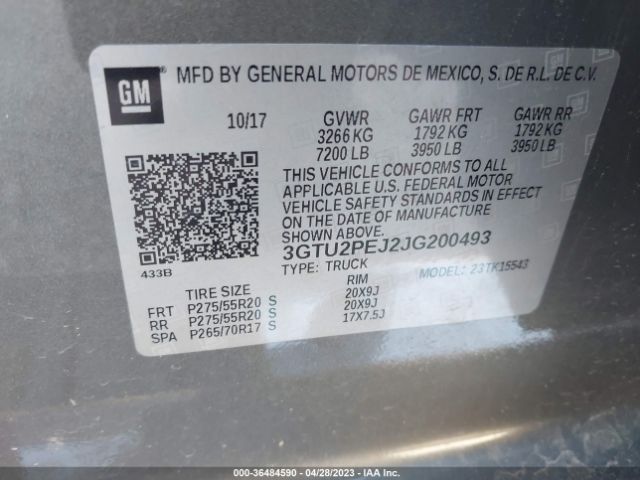 GM ® MFD BY GENERAL MOTORS DE MEXICO, S. DE R.L. DE C.V.
10/17 GVWR GAWR FRT GAWR RR
3266 KG 1792 KG 1792 KG
7200 LB 3950 LB 3950 LB
THIS VEHICLE CONFORMS TO ALL
APPLICABLE U.S. FEDERAL MOTOR
VEHICLE SAFETY STANDARDS IN EFFECT
ON THE DATE OF MANUFACTURE
SHOWN ABOVE.
3GTU2PEJ2JG200493
433B TYPE: TRUCK MODEL: 23TK15543
TIRE SIZE RIM
FRT P275/55R20 S 20X9J
RR P275/55R20 S 20X9J
SPA P265/70R17 S 17X7.5J
000-36484590 / 04/28/2023 - IAA Inc.